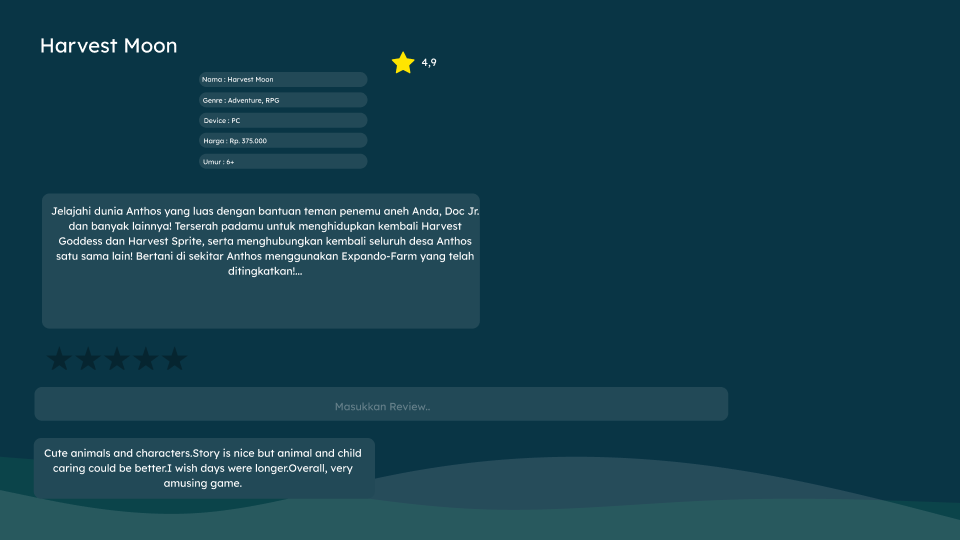 Harvest Moon
4,9
Nama : Harvest Moon
Genre : Adventure, RPG
Device : PC
Harga : Rp. 375.000
Umur : 6+
Jelajahi dunia Anthos yang luas dengan bantuan teman penemu aneh Anda, Doc Jr.
dan banyak lainnya! Terserah padamu untuk menghidupkan kembali Harvest
Goddess dan Harvest Sprite, serta menghubungkan kembali seluruh desa Anthos
satu sama lain! Bertani di sekitar Anthos menggunakan Expando-Farm yang telah
ditingkatkan!...
Masukkan Review..
Cute animals and characters.Story is nice but animal and child
caring could be better.I wish days were longer.Overall, very
amusing game.